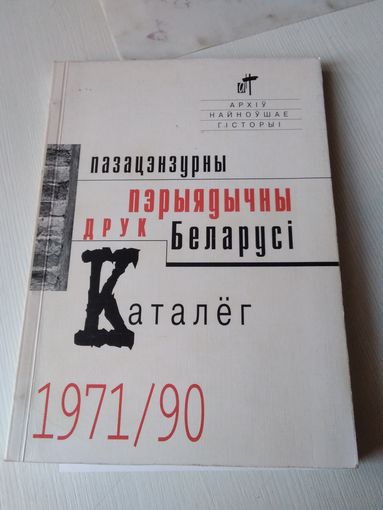 АРХІЎ
НАЙНОЎШАЕ
ГІСТОРЫІ
пазацэнзурны
пэрыядычны
ДРУК Беларусі
Каталёг
1971/90